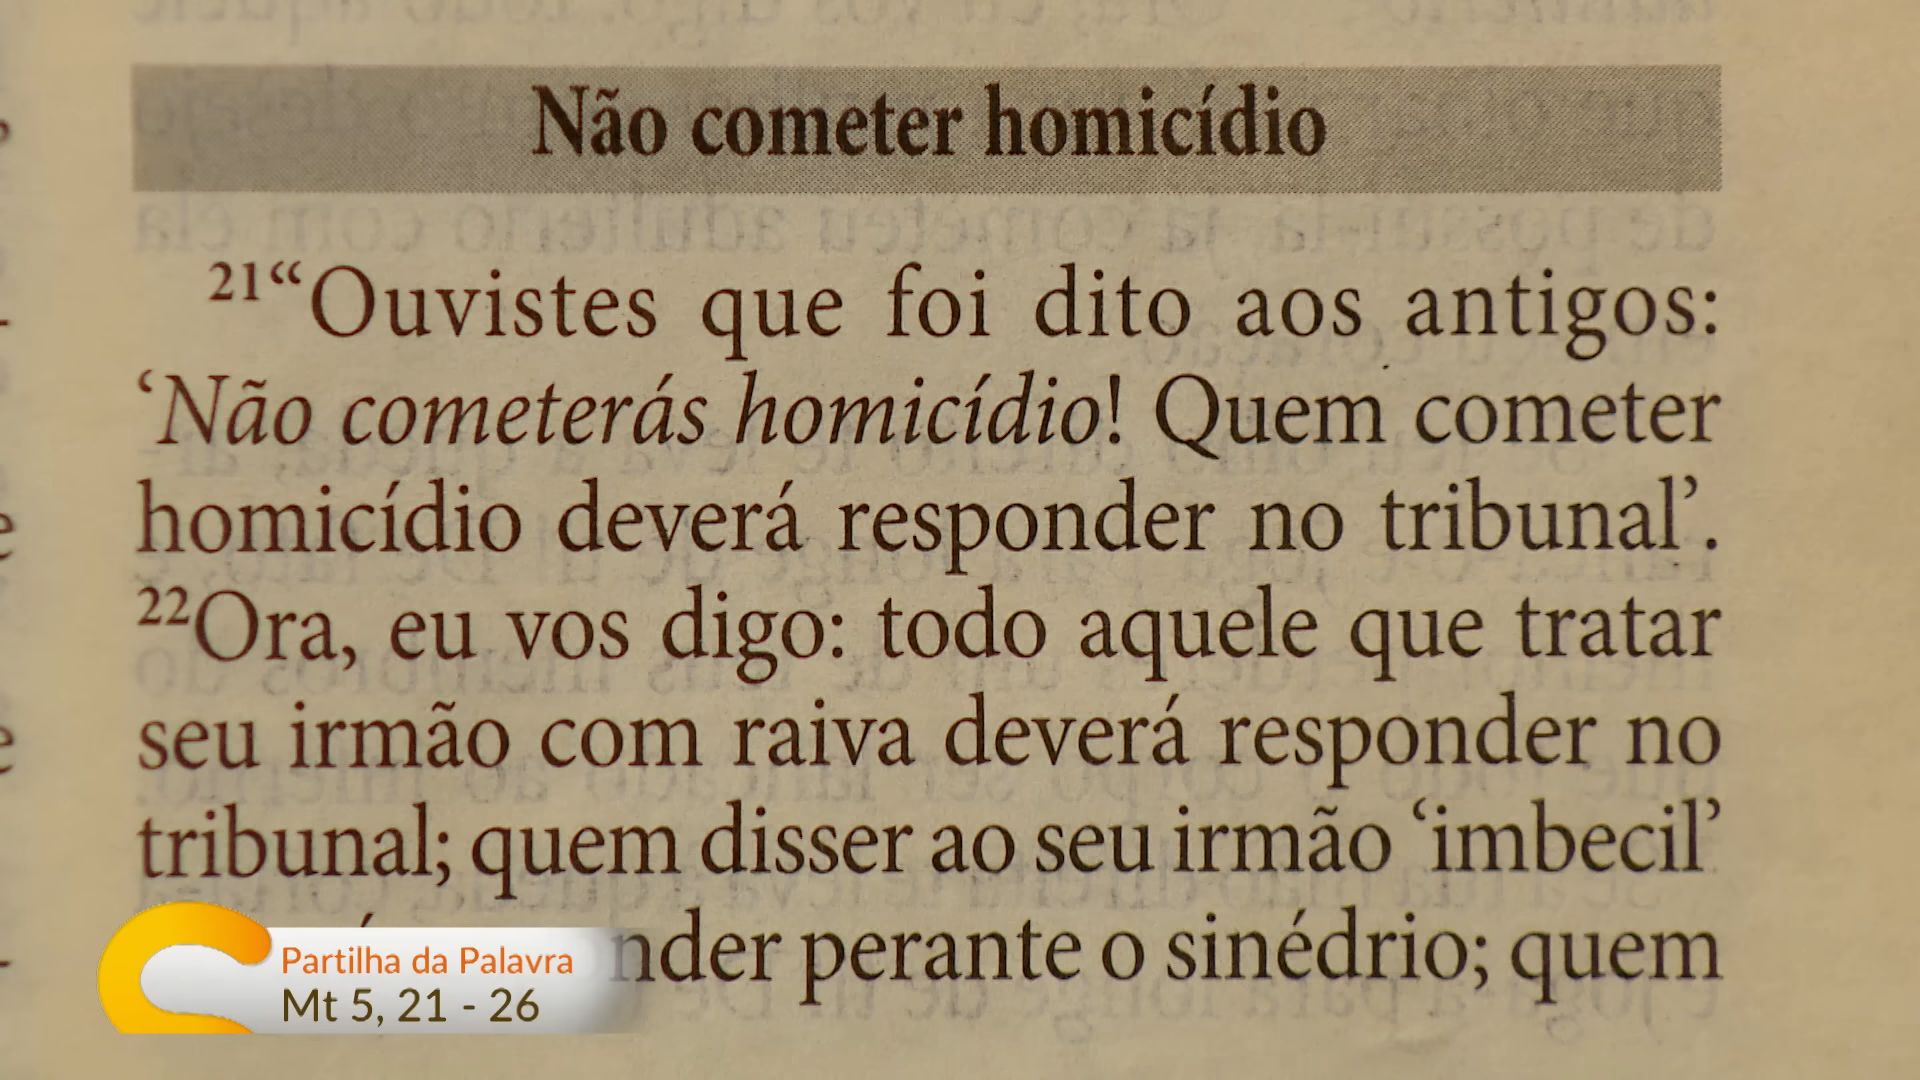 Não cometer homicídio
21“Ouvistes que foi dito aos antigos:
‘Não cometerás homicídio! Quem cometer
homicídio deverá responder no tribunal’.
22Ora, eu vos digo: todo aquele que tratar
seu irmão com raiva deverá responder no
tribunal; quem disser ao seu irmão ‘imbecil’
perante o sinédrio; quem
Partilha da Palavra
Mt 5, 21 - 26